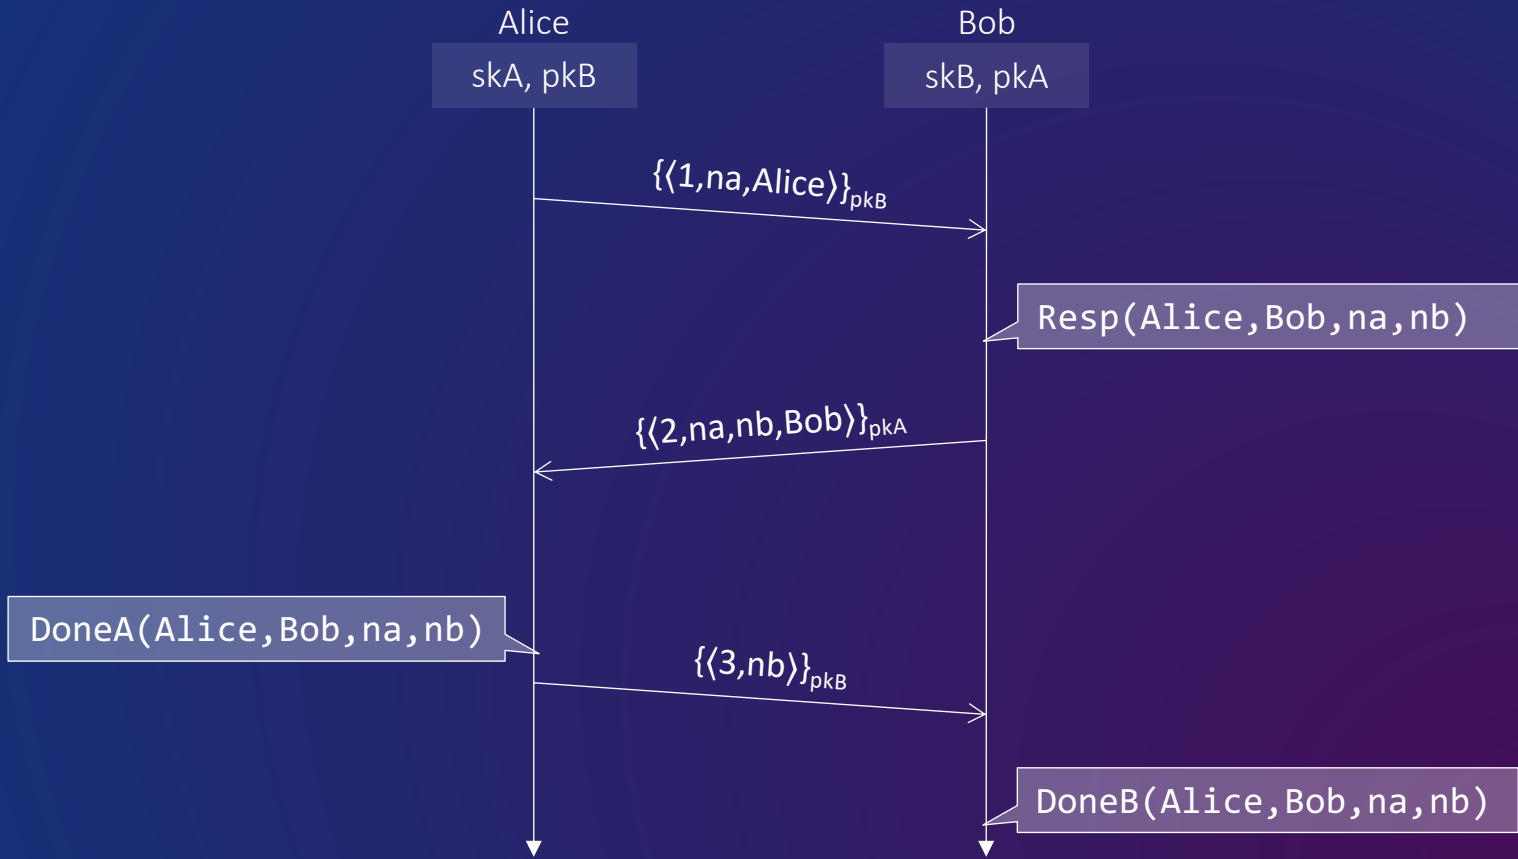 Alice
Bob
skA, pkB
skB, pkA
{⟨1,na,Alice⟩}pkB
Resp(Alice,Bob,na,nb)
{⟨2,na,nb,Bob⟩}pkA
DoneA(Alice,Bob,na,nb)
{⟨3,nb⟩}pkB
DoneB(Alice,Bob,na,nb)